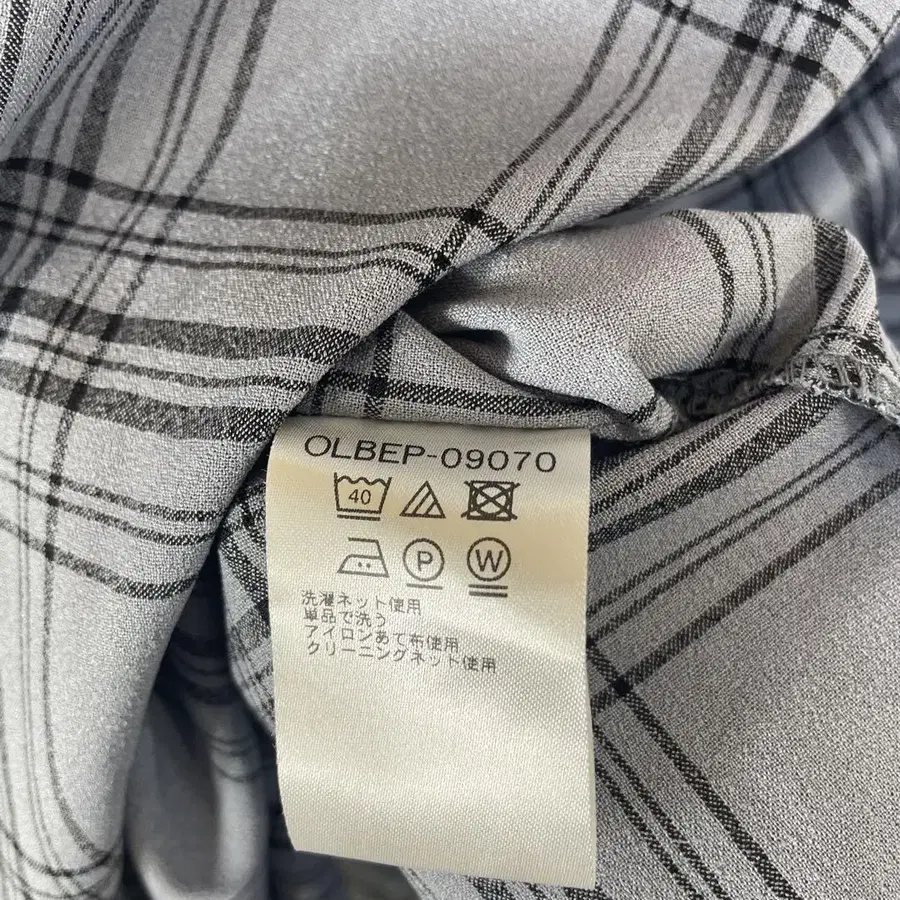 OLBEP-09070
40
P W
洗濯ネット使用
単品で洗う
アイロンあて布使用
クリーニングネット使用